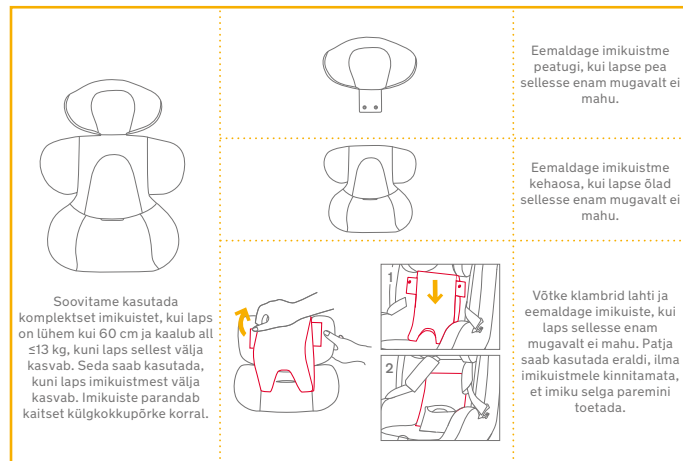 Soovitame kasutada
komplektset imikuistet, kui laps
on lühem kui 60 cm ja kaalub all
≤13 kg, kuni laps sellest välja
kasvab. Seda saab kasutada,
kuni laps imikuistmest välja
kasvab. Imikuiste parandab
kaitset külgkokkupõrke korral.
Eemaldage imikuistme
peatugi, kui lapse pea
sellesse enam mugavalt ei
mahu.
Eemaldage imikuistme
kehaosa, kui lapse õlad
sellesse enam mugavalt ei
mahu.
1
2
Võtke klambrid lahti ja
eemaldage imikuiste, kui
laps sellesse enam
mugavalt ei mahu. Patja
saab kasutada eraldi, ilma
imikuistmele kinnitamata,
et imiku selga paremini
toetada.